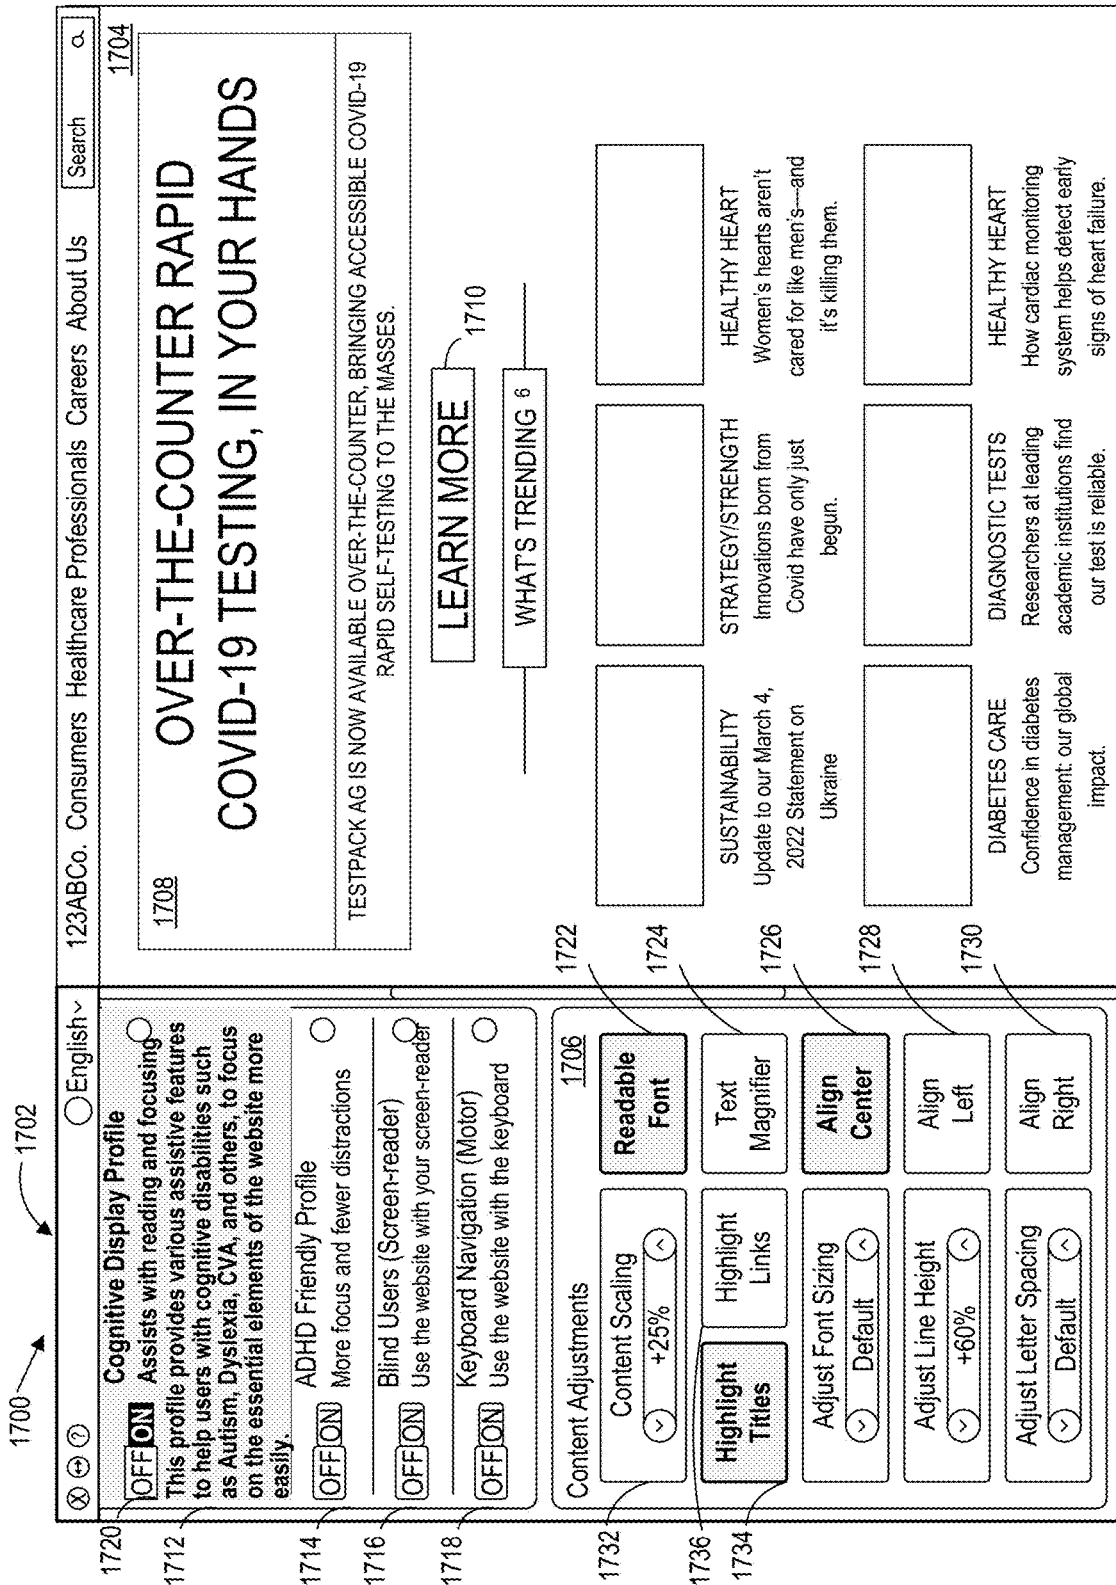 1700
1702
English
123ABCo. Consumers Healthcare Professionals Careers About Us
Search
1720
OFF ON
Cognitive Display Profile
Assists with reading and focusing
1712
This profile provides various assistive features
to help users with cognitive disabilities such
as Autism, Dyslexia, CVA, and others, to focus
on the essential elements of the website more
easily.
1714
OFF ON
ADHD Friendly Profile
More focus and fewer distractions
1716
OFF ON
Blind Users (Screen-reader)
Use the website with your screen-reader
1718
OFF ON
Keyboard Navigation (Motor)
Use the website with the keyboard
1706
Content Adjustments
1732
Content Scaling
+25%
Readable
Font
1722
1736
1734
Highlight
Titles
Highlight
Links
Text
Magnifier
1724
Adjust Font Sizing
Default
Align
Center
1726
Adjust Line Height
+60%
Align
Left
1728
Adjust Letter Spacing
Default
Align
Right
1730
1704
1708
OVER-THE-COUNTER RAPID
COVID-19 TESTING, IN YOUR HANDS
TESTPACK AG IS NOW AVAILABLE OVER-THE-COUNTER, BRINGING ACCESSIBLE COVID-19
RAPID SELF-TESTING TO THE MASSES.
LEARN MORE
1710
WHAT'S TRENDING 6
SUSTAINABILITY
Update to our March 4,
2022 Statement on
Ukraine
STRATEGY/STRENGTH
Innovations born from
Covid have only just
begun.
HEALTHY HEART
Women's hearts aren't
cared for like men's—and
it's killing them.
DIABETES CARE
Confidence in diabetes
management: our global
impact.
DIAGNOSTIC TESTS
Researchers at leading
academic institutions find
our test is reliable.
HEALTHY HEART
How cardiac monitoring
system helps detect early
signs of heart failure.